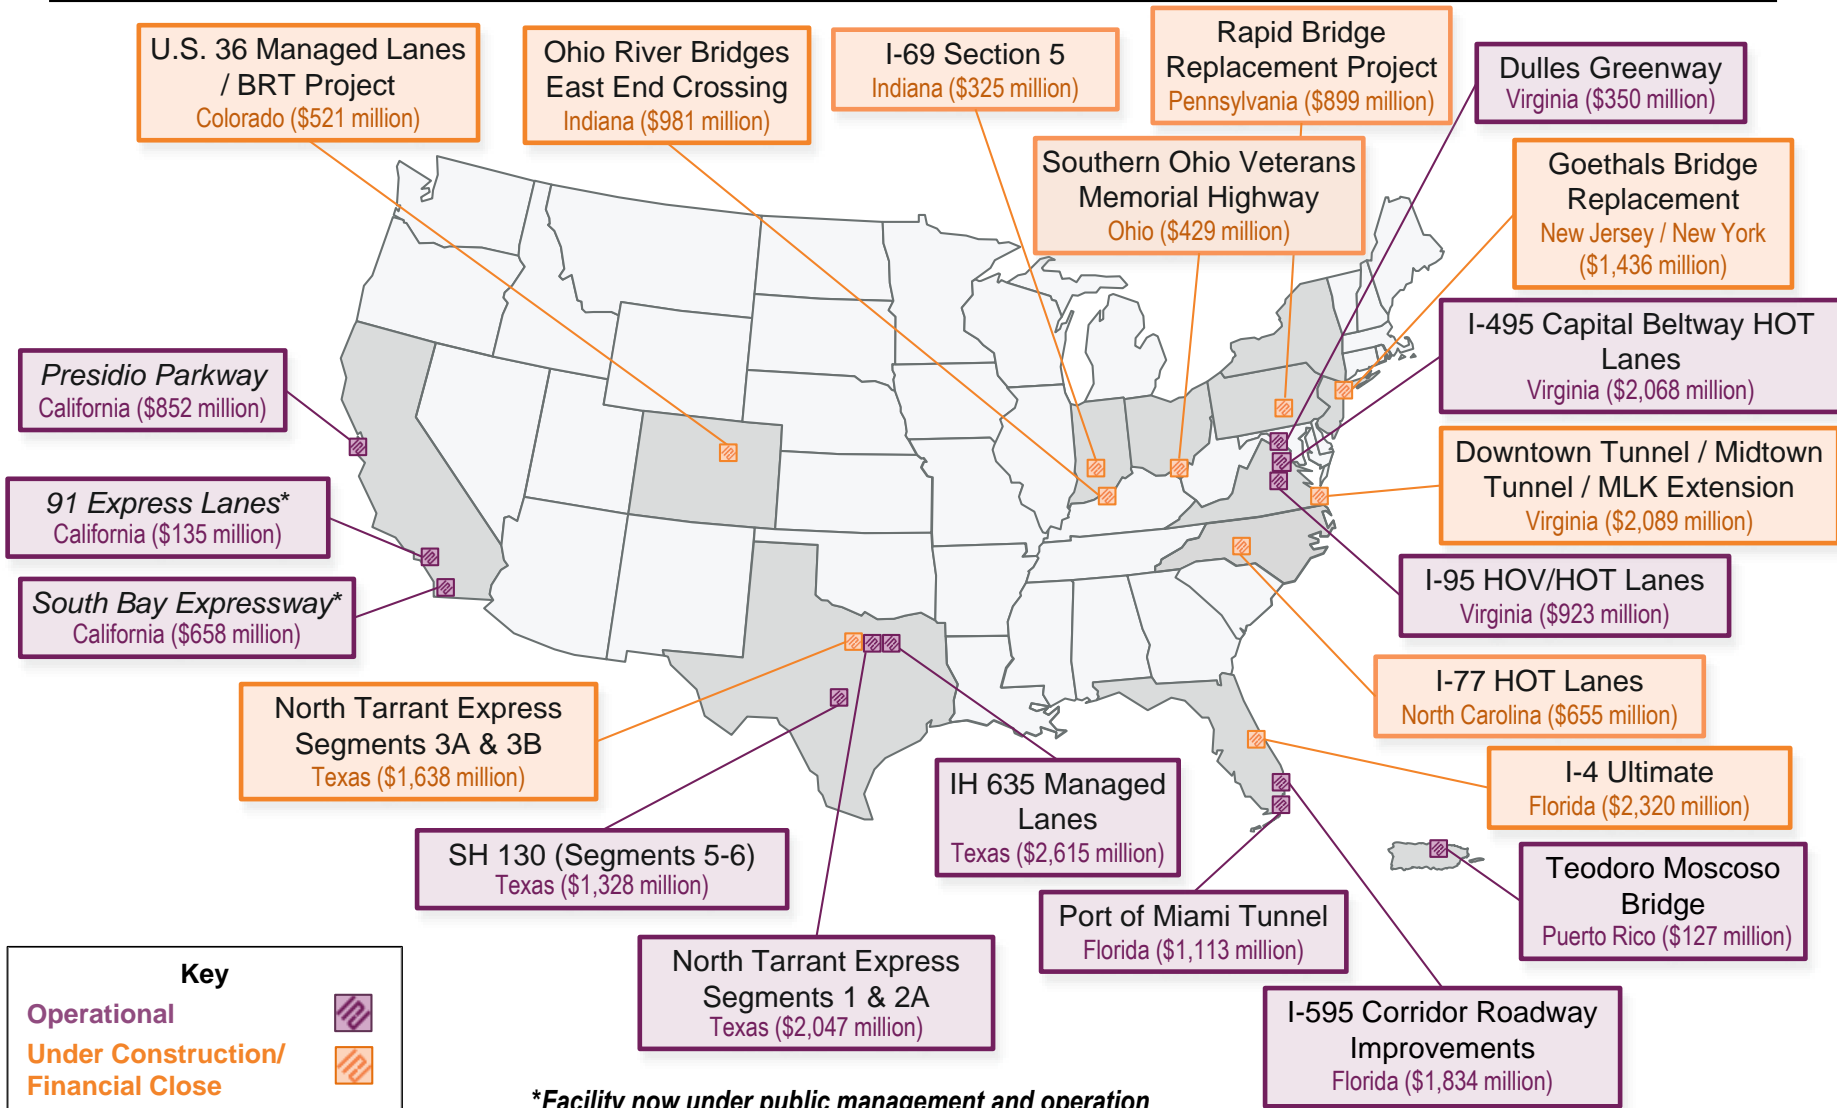 U.S. 36 Managed Lanes
/ BRT Project
Colorado ($521 million)
Ohio River Bridges
East End Crossing
Indiana ($981 million)
I-69 Section 5
Indiana ($325 million)
Rapid Bridge
Replacement Project
Pennsylvania ($899 million)
Dulles Greenway
Virginia ($350 million)
Southern Ohio Veterans
Memorial Highway
Ohio ($429 million)
Goethals Bridge
Replacement
New Jersey / New York
($1,436 million)
I-495 Capital Beltway HOT
Lanes
Virginia ($2,068 million)
Presidio Parkway
California ($852 million)
Downtown Tunnel / Midtown
Tunnel / MLK Extension
Virginia ($2,089 million)
91 Express Lanes*
California ($135 million)
I-95 HOV/HOT Lanes
Virginia ($923 million)
South Bay Expressway*
California ($658 million)
I-77 HOT Lanes
North Carolina ($655 million)
North Tarrant Express
Segments 3A & 3B
Texas ($1,638 million)
I-4 Ultimate
Florida ($2,320 million)
IH 635 Managed
Lanes
Texas ($2,615 million)
SH 130 (Segments 5-6)
Texas ($1,328 million)
Teodoro Moscoso
Bridge
Puerto Rico ($127 million)
Port of Miami Tunnel
Florida ($1,113 million)
North Tarrant Express
Segments 1 & 2A
Texas ($2,047 million)
I-595 Corridor Roadway
Improvements
Florida ($1,834 million)
Key
Operational
Under Construction/
Financial Close
*Facility now under public management and operation